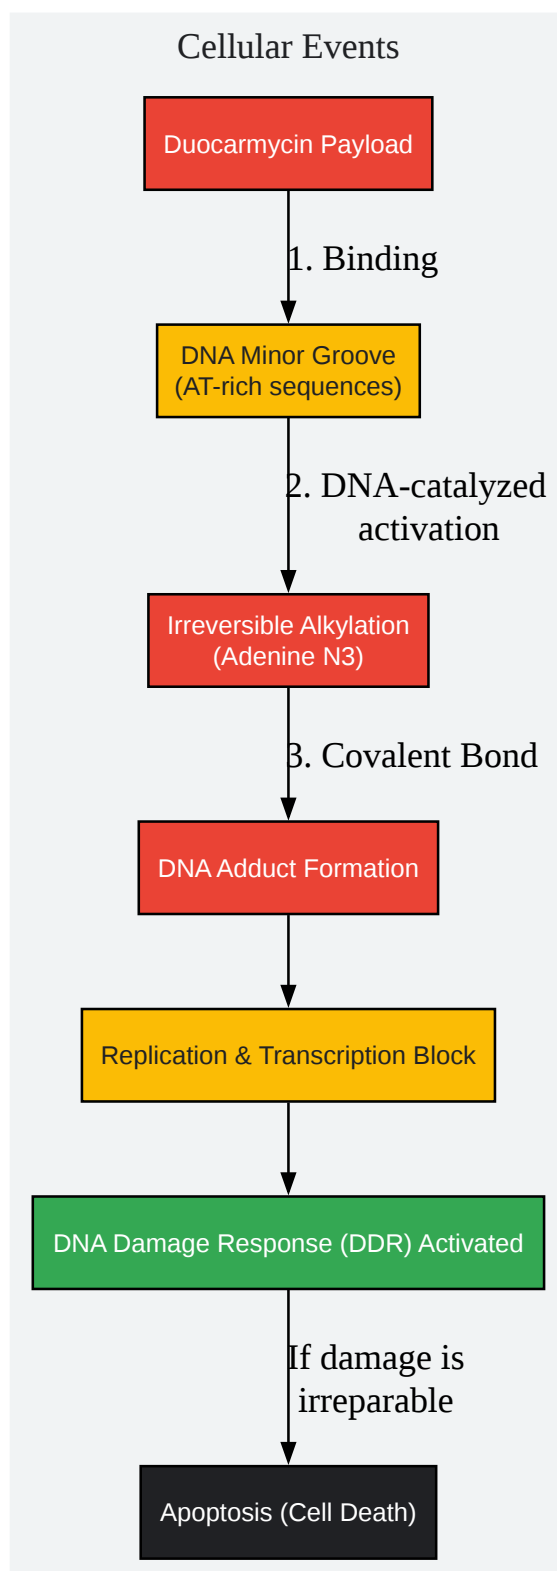 Cellular Events
Duocarmycin Payload
1. Binding
DNA Minor Groove
(AT-rich sequences)
2. DNA-catalyzed
activation
Irreversible Alkylation
(Adenine N3)
3. Covalent Bond
DNA Adduct Formation
Replication & Transcription Block
DNA Damage Response (DDR) Activated
If damage is
irreparable
Apoptosis (Cell Death)